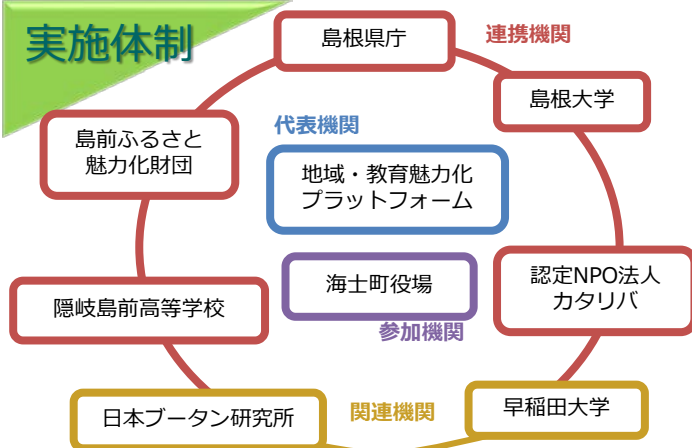 実施体制
島根県庁
連携機関
島根大学
代表機関
島前ふるさと
魅力化財団
地域・教育魅力化
プラットフォーム
海士町役場
認定NPO法人
カタリバ
隠岐島前高等学校
参加機関
日本ブータン研究所
関連機関
早稲田大学